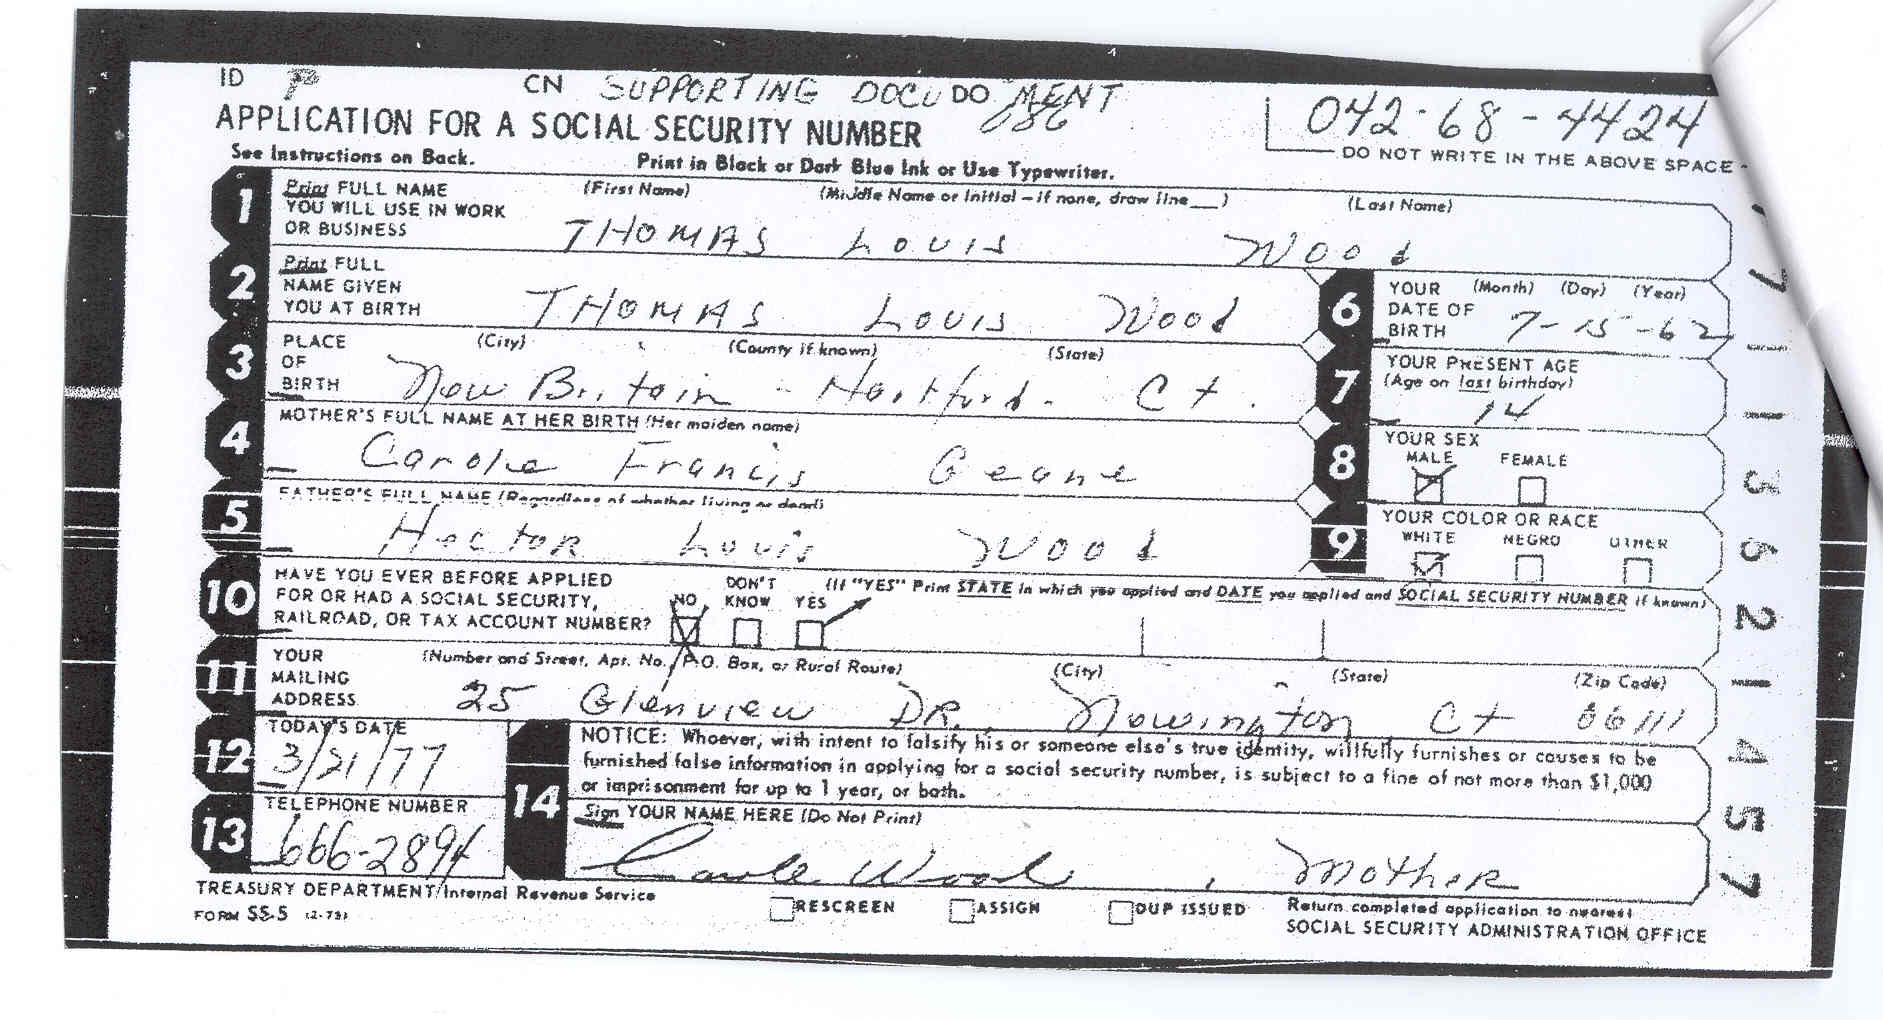 ID P CN SUPPORTING DOCU DO MENT
APPLICATION FOR A SOCIAL SECURITY NUMBER 686 042-68-4424
See Instructions on Back. Print in Black or Dark Blue Ink or Use Typewriter. DO NOT WRITE IN THE ABOVE SPACE
1 Print FULL NAME YOU WILL USE IN WORK OR BUSINESS (First Name) (Middle Name or Initial - if none, draw line ___) (Last Name)
THOMAS LOUIS WOOD
2 Print FULL NAME GIVEN YOU AT BIRTH THOMAS LOUIS WOOD
6 YOUR DATE OF BIRTH (Month) (Day) (Year) 7-15-62
3 PLACE OF BIRTH (City) (County if known) (State)
New Britain - Hartford - Ct.
7 YOUR PRESENT AGE (Age on last birthday) 14
4 MOTHER'S FULL NAME AT HER BIRTH (Her maiden name)
Carole Francis Geane
8 YOUR SEX MALE FEMALE
5 FATHER'S FULL NAME (Regardless of whether living or dead)
Hector Louis Wood
9 YOUR COLOR OR RACE WHITE NEGRO OTHER
10 HAVE YOU EVER BEFORE APPLIED FOR OR HAD A SOCIAL SECURITY, RAILROAD, OR TAX ACCOUNT NUMBER? NO DON'T KNOW YES (If "YES" Print STATE in which you applied and DATE you applied and SOCIAL SECURITY NUMBER if known)
11 YOUR MAILING ADDRESS (Number and Street, Apt. No., P.O. Box, or Rural Route) (City) (State) (Zip Code)
25 Glenview DR. Newington Ct 06111
12 TODAY'S DATE 3/21/77
14 NOTICE: Whoever, with intent to falsify his or someone else's true identity, willfully furnishes or causes to be
furnished false information in applying for a social security number, is subject to a fine of not more than $1,000
or imprisonment for up to 1 year, or both.
13 TELEPHONE NUMBER 666-2894
Sign YOUR NAME HERE (Do Not Print)
Carole Wood, Mother
TREASURY DEPARTMENT/Internal Revenue Service
FORM SS-5 (2-75) RESCREEN ASSIGN DUP ISSUED Return completed application to nearest
SOCIAL SECURITY ADMINISTRATION OFFICE
7 1 1 3 6 2 1 4 5 7